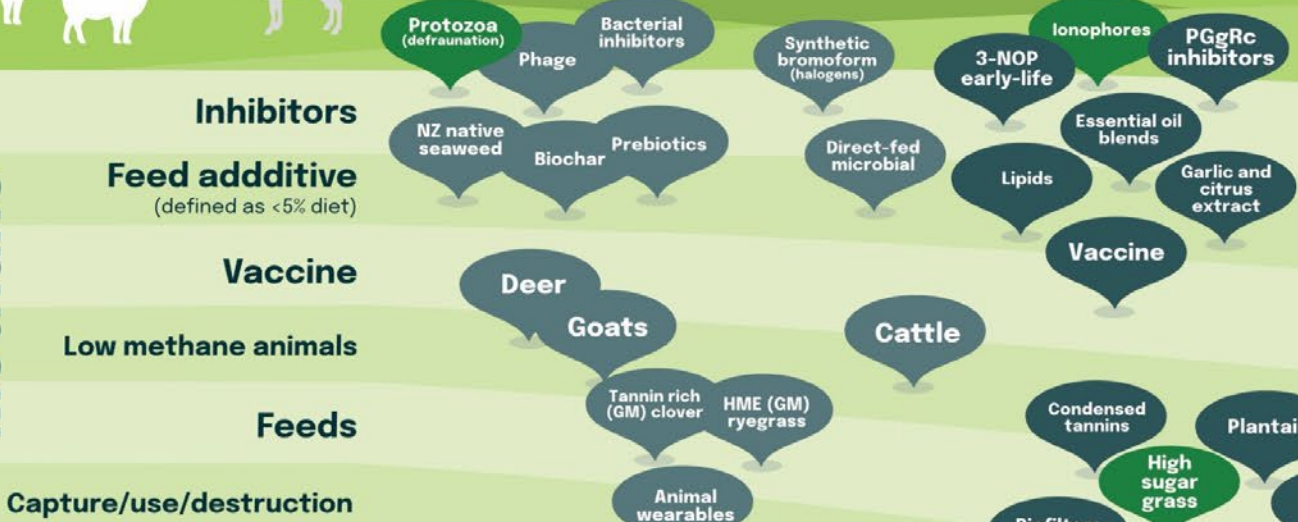 Protozoa
(defraunation)
Phage
Bacterial
inhibitors
Synthetic
bromoform
(halogens)
3-NOP
early-life
Ionophores
PGgRc
inhibitors
Inhibitors
NZ native
seaweed
Biochar
Prebiotics
Direct-fed
microbial
Essential oil
blends
Lipids
Garlic and
citrus
extract
Feed addditive
(defined as <5% diet)
Vaccine
Vaccine
Deer
Goats
Cattle
Low methane animals
Tannin rich
(GM) clover
HME (GM)
ryegrass
Condensed
tannins
Plantai
Feeds
High
sugar
grass
Capture/use/destruction
Animal
wearables